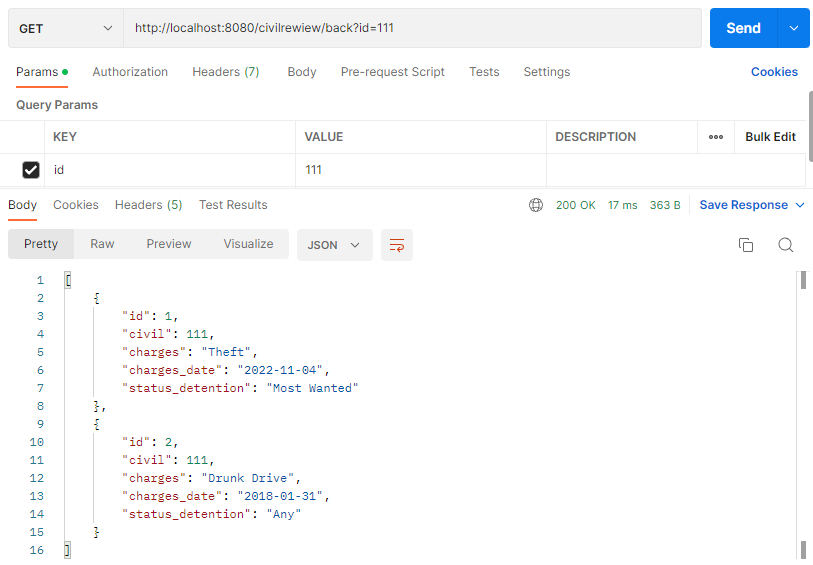 GET http://localhost:8080/civilrewiew/back?id=111 Send
Params Authorization Headers (7) Body Pre-request Script Tests Settings Cookies
Query Params
KEY VALUE DESCRIPTION ••• Bulk Edit
id 111
Body Cookies Headers (5) Test Results 200 OK 17 ms 363 B Save Response
Pretty Raw Preview Visualize JSON
1 [
2 {
3 "id": 1,
4 "civil": 111,
5 "charges": "Theft",
6 "charges_date": "2022-11-04",
7 "status_detention": "Most Wanted"
8 },
9 {
10 "id": 2,
11 "civil": 111,
12 "charges": "Drunk Drive",
13 "charges_date": "2018-01-31",
14 "status_detention": "Any"
15 }
16 ]